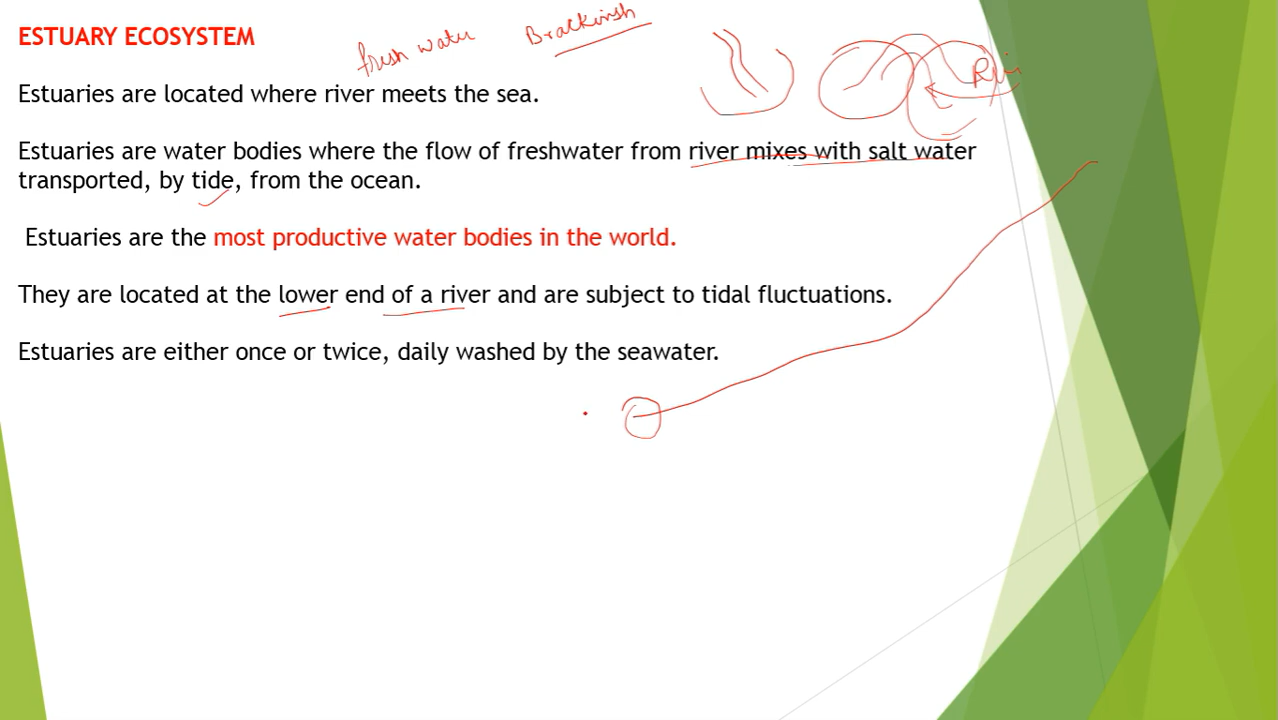 ESTUARY ECOSYSTEM
fresh water
Brackish
Estuaries are located where river meets the sea.
Estuaries are water bodies where the flow of freshwater from river mixes with salt water
transported, by tide, from the ocean.
Estuaries are the most productive water bodies in the world.
They are located at the lower end of a river and are subject to tidal fluctuations.
Estuaries are either once or twice, daily washed by the seawater.